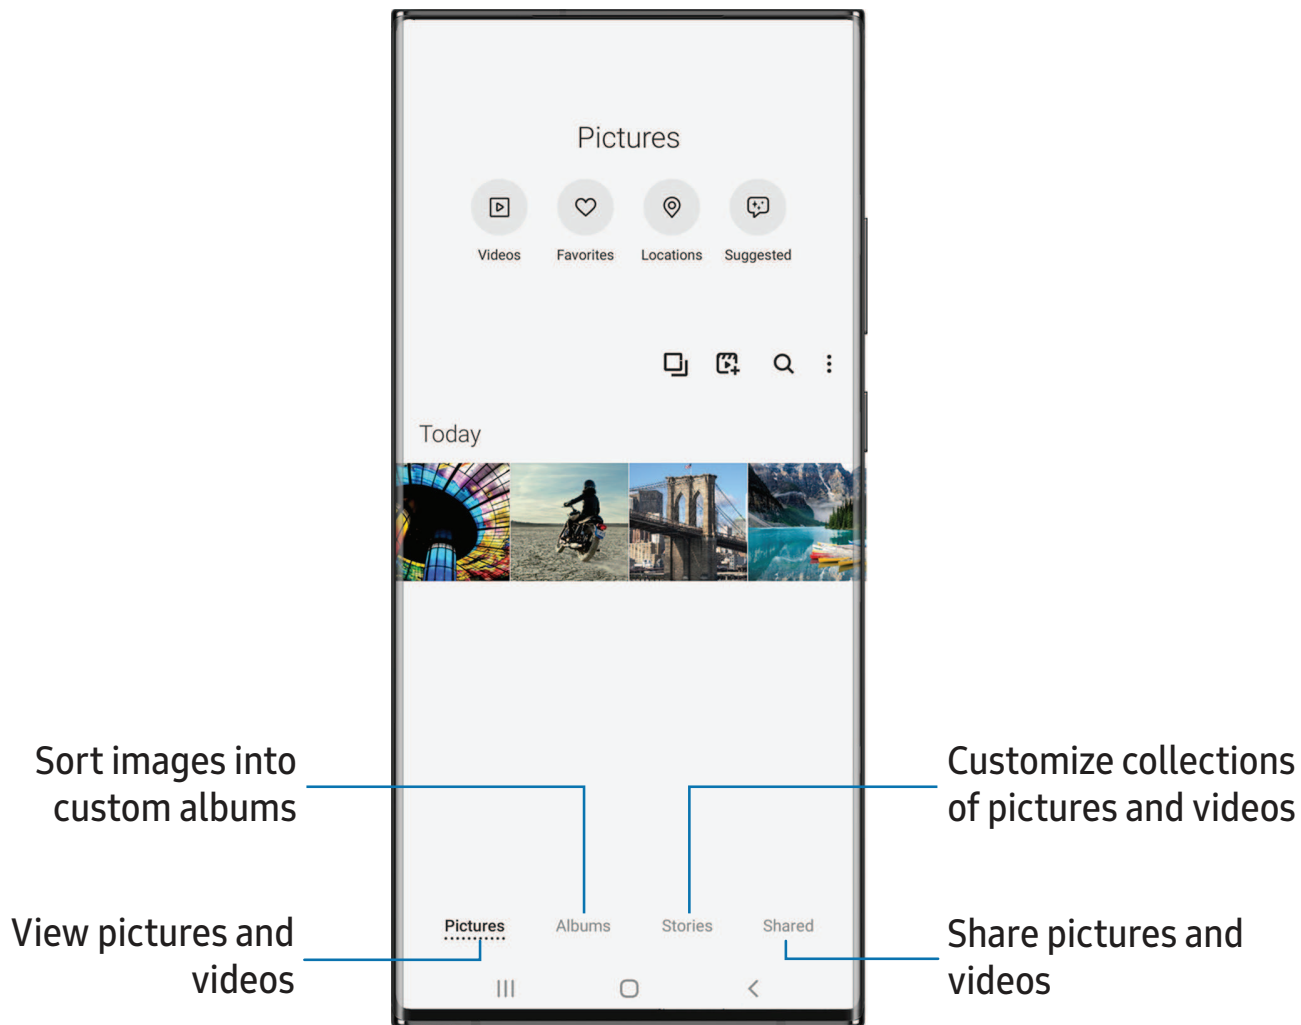 Pictures
Videos
Favorites
Locations
Suggested
Today
Sort images into
custom albums
Customize collections
of pictures and videos
Pictures
Albums
Stories
Shared
View pictures and
videos
Share pictures and
videos